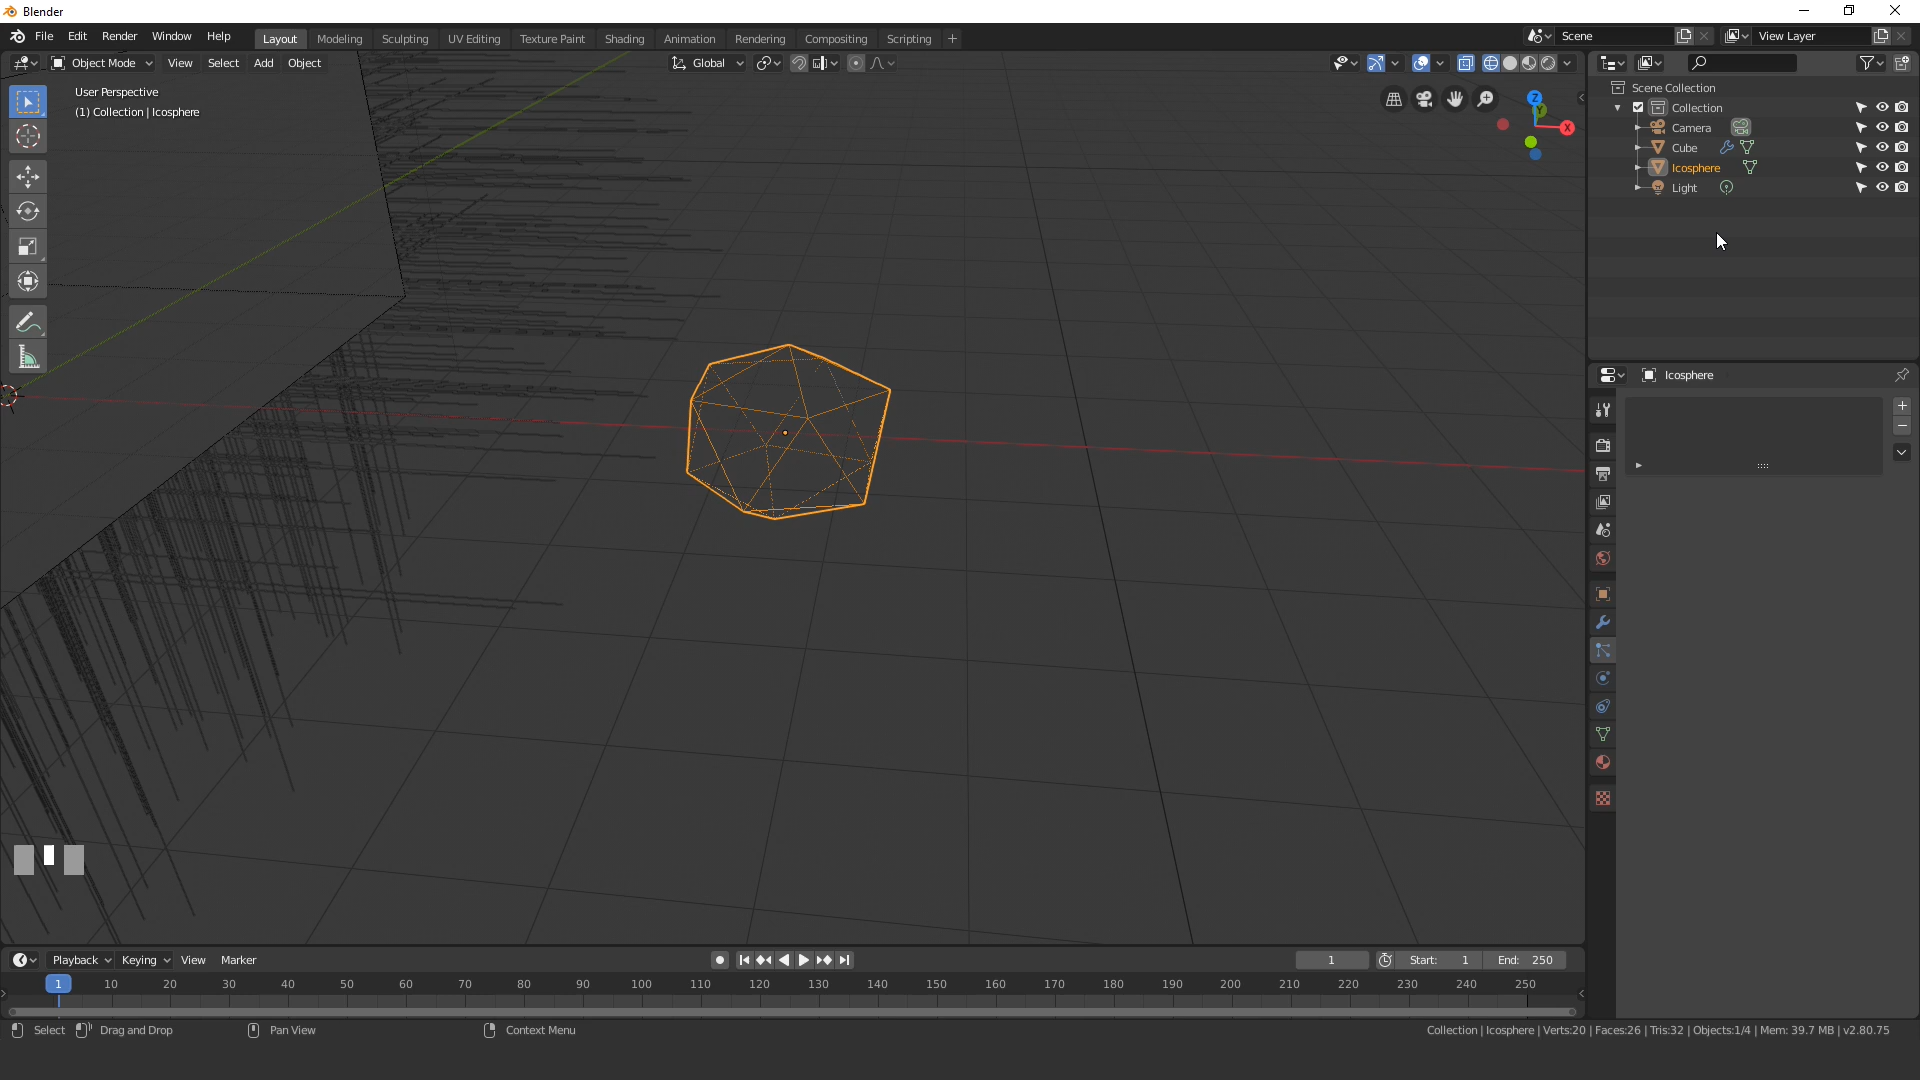 Blender
File Edit Render Window Help Layout Modeling Sculpting UV Editing Texture Paint Shading Animation Rendering Compositing Scripting + Scene View Layer
Object Mode View Select Add Object Global
User Perspective
(1) Collection | Icosphere
Z
Y
X
Scene Collection
Collection
Camera
Cube
Icosphere
Light
Icosphere
Playback Keying View Marker 1 Start: 1 End: 250
1 10 20 30 40 50 60 70 80 90 100 110 120 130 140 150 160 170 180 190 200 210 220 230 240 250
Select Drag and Drop Pan View Context Menu Collection | Icosphere | Verts:20 | Faces:26 | Tris:32 | Objects:1/4 | Mem: 39.7 MB | v2.80.75